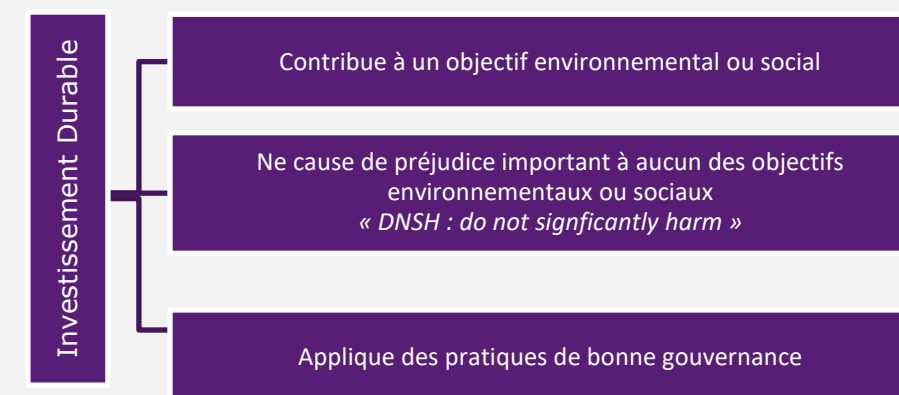 Investissement Durable
Contribue à un objectif environnemental ou social
Ne cause de préjudice important à aucun des objectifs
environnementaux ou sociaux
« DNSH : do not signficantly harm »
Applique des pratiques de bonne gouvernance